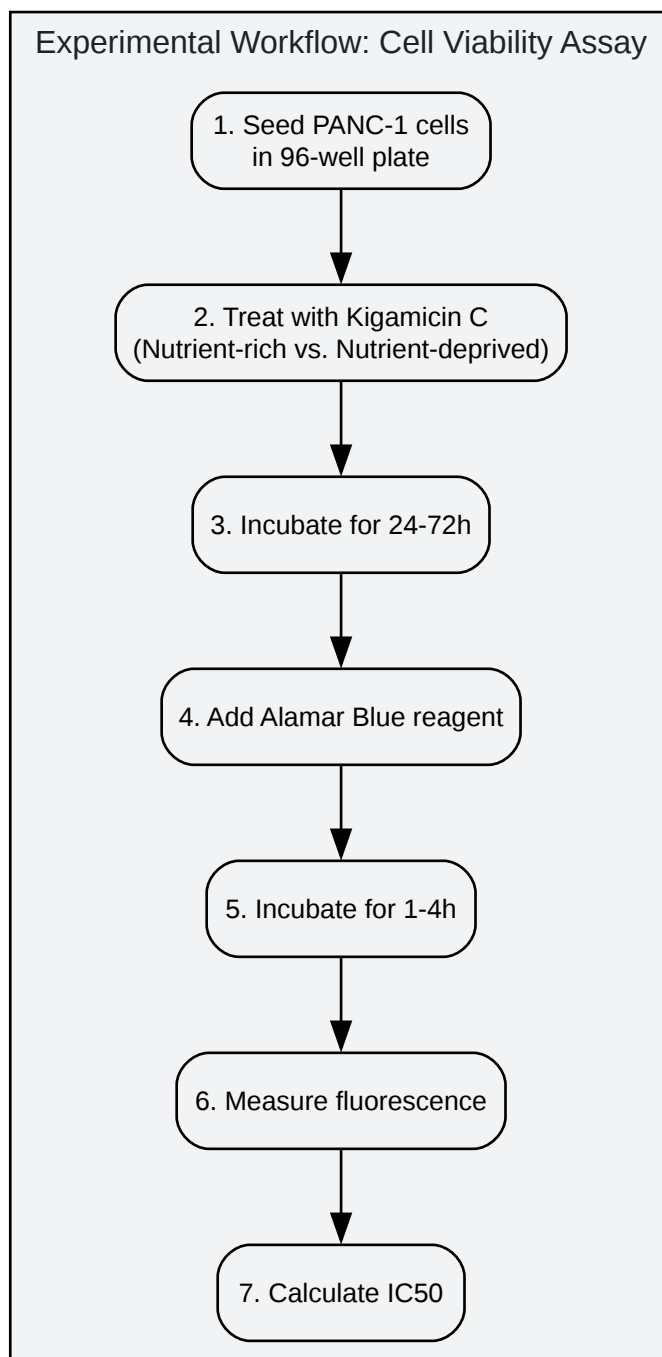 Experimental Workflow: Cell Viability Assay
1. Seed PANC-1 cells
in 96-well plate
2. Treat with Kigamicin C
(Nutrient-rich vs. Nutrient-deprived)
3. Incubate for 24-72h
4. Add Alamar Blue reagent
5. Incubate for 1-4h
6. Measure fluorescence
7. Calculate IC50